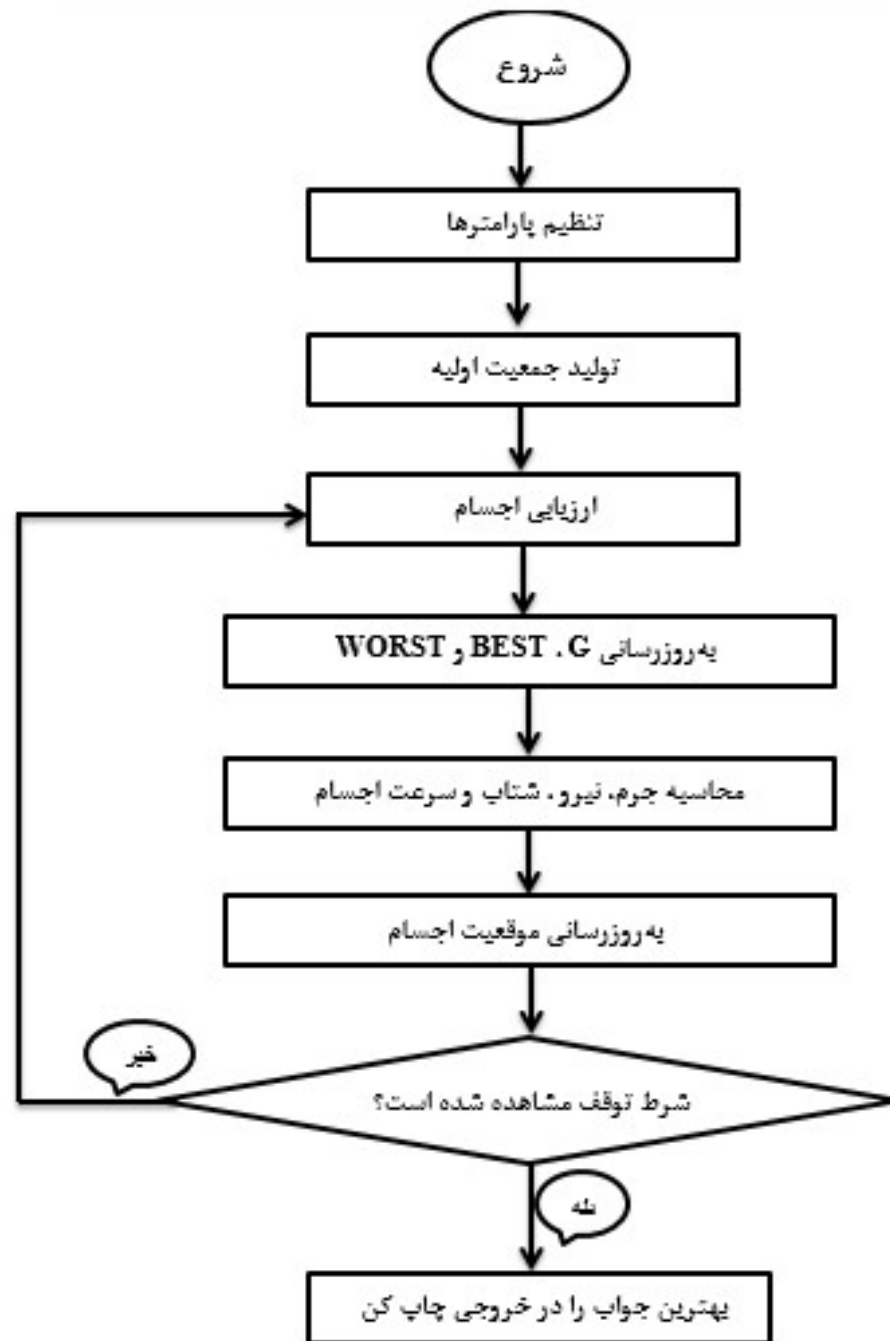 شروع
تنظیم پارامترها
تولید جمعیت اولیه
ارزیابی اجسام
به‌روزرسانی BEST ، G و WORST
محاسبه جرم، نیرو ، شتاب و سرعت اجسام
به‌روزرسانی موقعیت اجسام
خیر
شرط توقف مشاهده شده است؟
بله
بهترین جواب را در خروجی چاپ کن